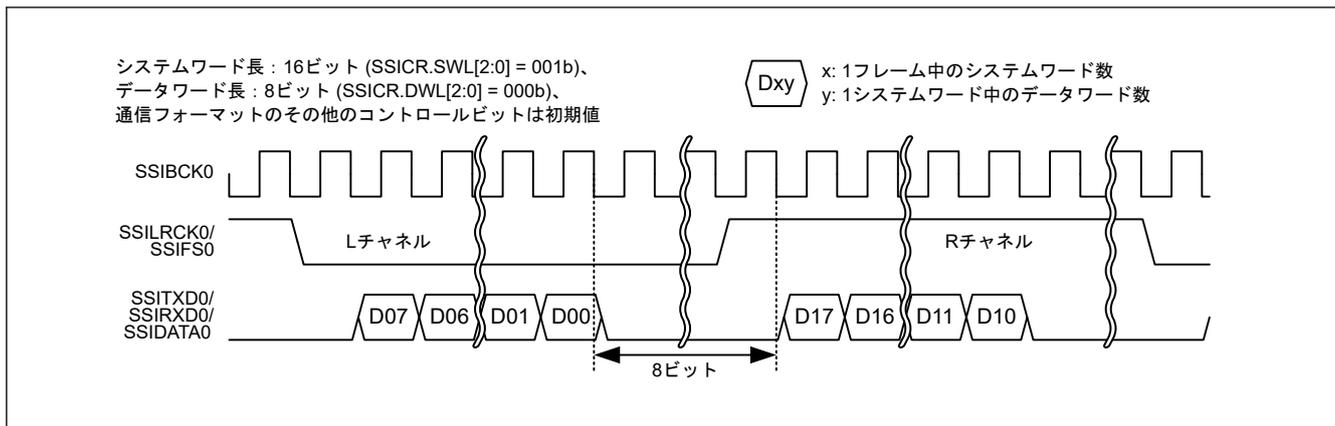 システムワード長：16ビット (SSICR.SWL[2:0] = 001b)、
データワード長：8ビット (SSICR.DWL[2:0] = 000b)、
通信フォーマットのその他のコントロールビットは初期値
Dxy
x: 1フレーム中のシステムワード数
y: 1システムワード中のデータワード数
SSIBCK0
SSILRCK0/
SSIFS0
Lチャネル
Rチャネル
SSITXD0/
SSIRXD0/
SSIDATA0
D07 D06 D01 D00 D17 D16 D11 D10
8ビット